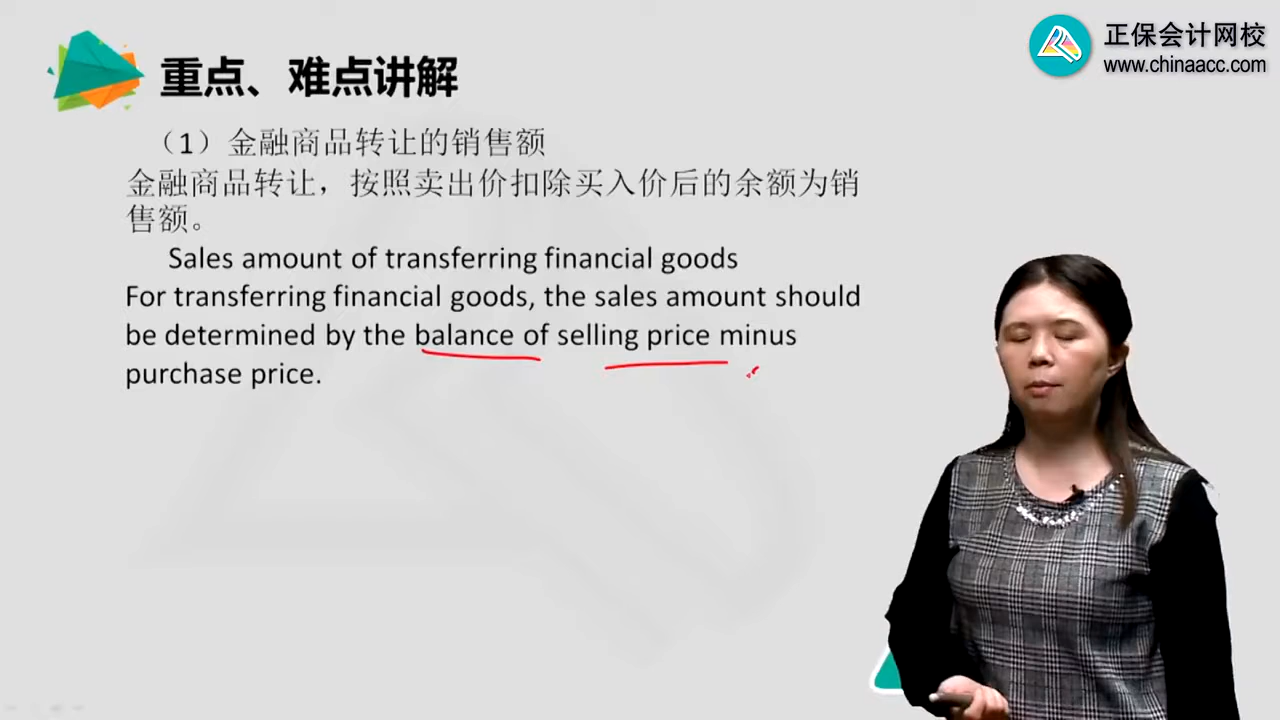 正保会计网校
www.chinaacc.com
重点、难点讲解
（1）金融商品转让的销售额
金融商品转让，按照卖出价扣除买入价后的余额为销
售额。
Sales amount of transferring financial goods
For transferring financial goods, the sales amount should
be determined by the balance of selling price minus
purchase price.